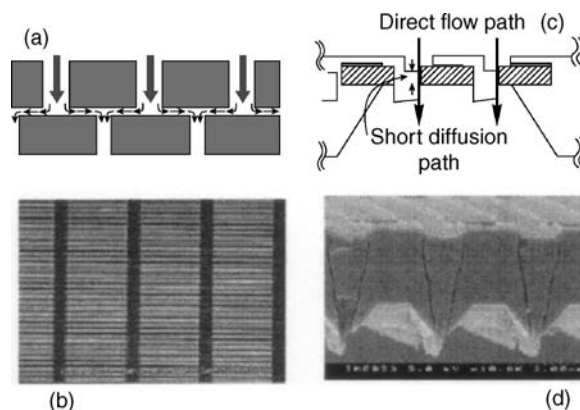 (a)
Direct flow path
(c)
Short diffusion
path
(b)
(d)